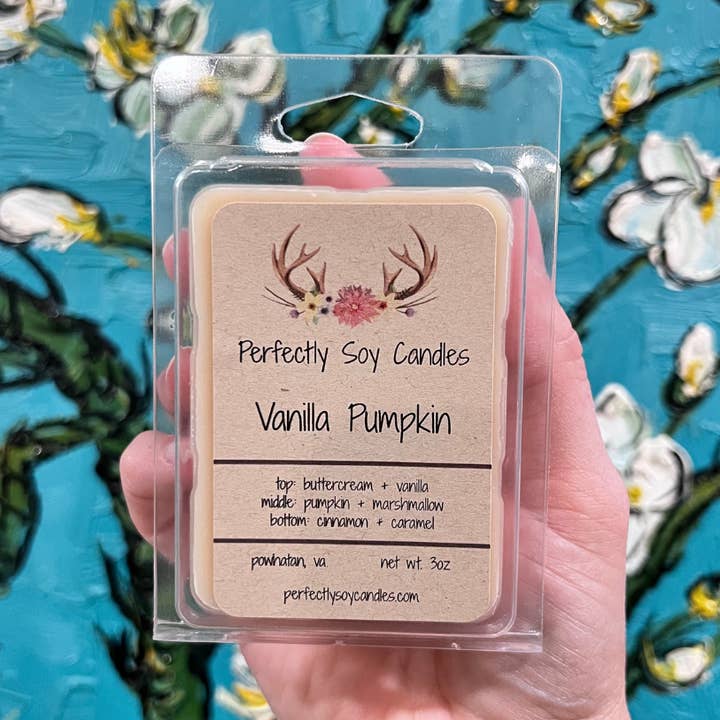 Perfectly Soy Candles
Vanilla Pumpkin
top: buttercream + vanilla
middle: pumpkin + marshmallow
bottom: cinnamon + caramel
powhatan, va net wt. 3oz
perfectlysoycandles.com